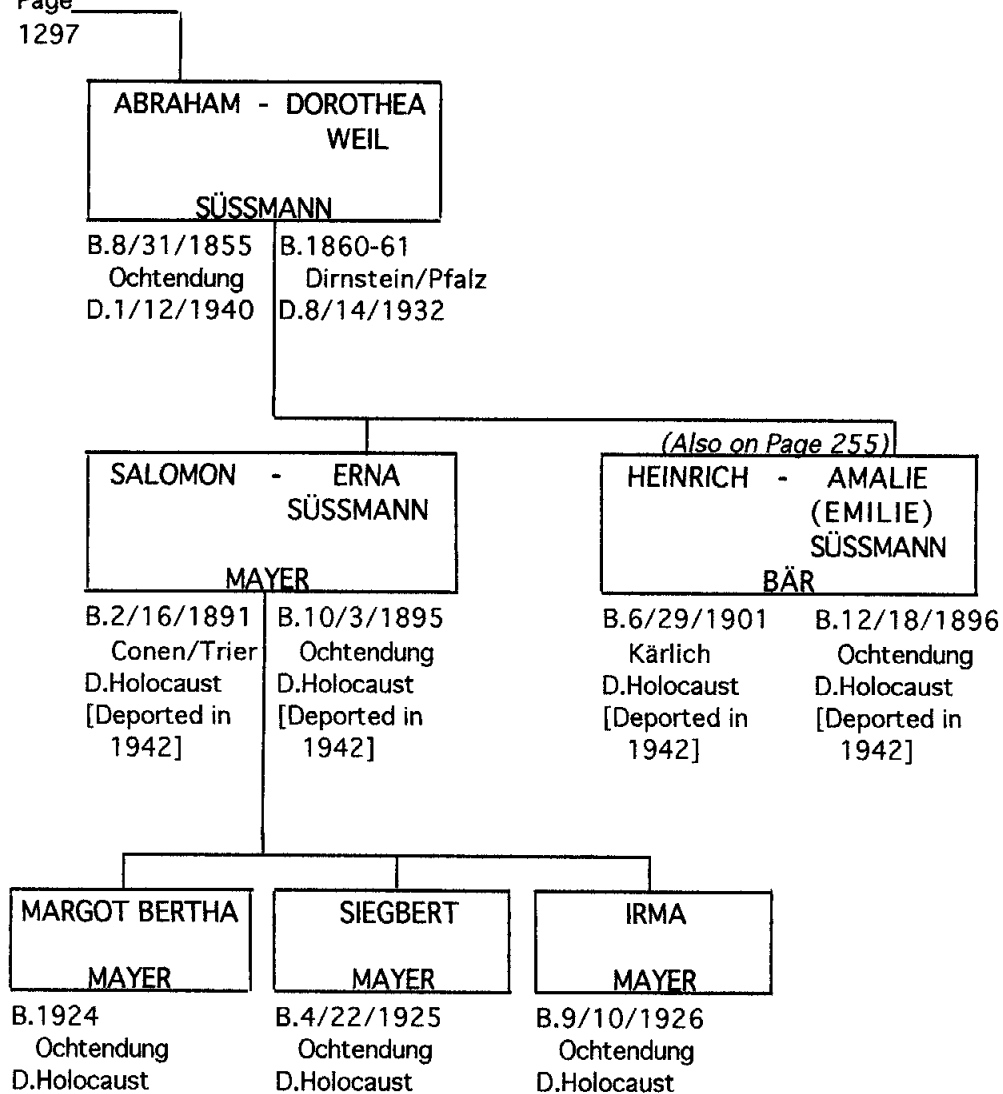 Page
1297
ABRAHAM - DOROTHEA
WEIL
SÜSSMANN
B.8/31/1855
Ochtendung
D.1/12/1940
B.1860-61
Dirnstein/Pfalz
D.8/14/1932
SALOMON - ERNA
SÜSSMANN
MAYER
B.2/16/1891
Conen/Trier
D.Holocaust
[Deported in
1942]
B.10/3/1895
Ochtendung
D.Holocaust
[Deported in
1942]
(Also on Page 255)
HEINRICH - AMALIE
(EMILIE)
SÜSSMANN
BÄR
B.6/29/1901
Kärlich
D.Holocaust
[Deported in
1942]
B.12/18/1896
Ochtendung
D.Holocaust
[Deported in
1942]
MARGOT BERTHA
MAYER
B.1924
Ochtendung
D.Holocaust
SIEGBERT
MAYER
B.4/22/1925
Ochtendung
D.Holocaust
IRMA
MAYER
B.9/10/1926
Ochtendung
D.Holocaust